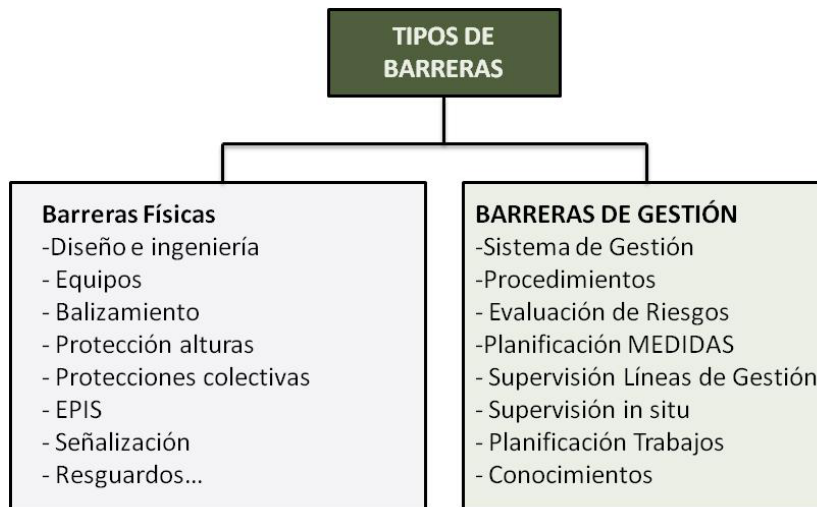 TIPOS DE
BARRERAS
Barreras Físicas
-Diseño e ingeniería
- Equipos
- Balizamiento
- Protección alturas
- Protecciones colectivas
- EPIS
- Señalización
- Resguardos...
BARRERAS DE GESTIÓN
-Sistema de Gestión
-Procedimientos
- Evaluación de Riesgos
-Planificación MEDIDAS
- Supervisión Líneas de Gestión
- Supervisión in situ
- Planificación Trabajos
- Conocimientos